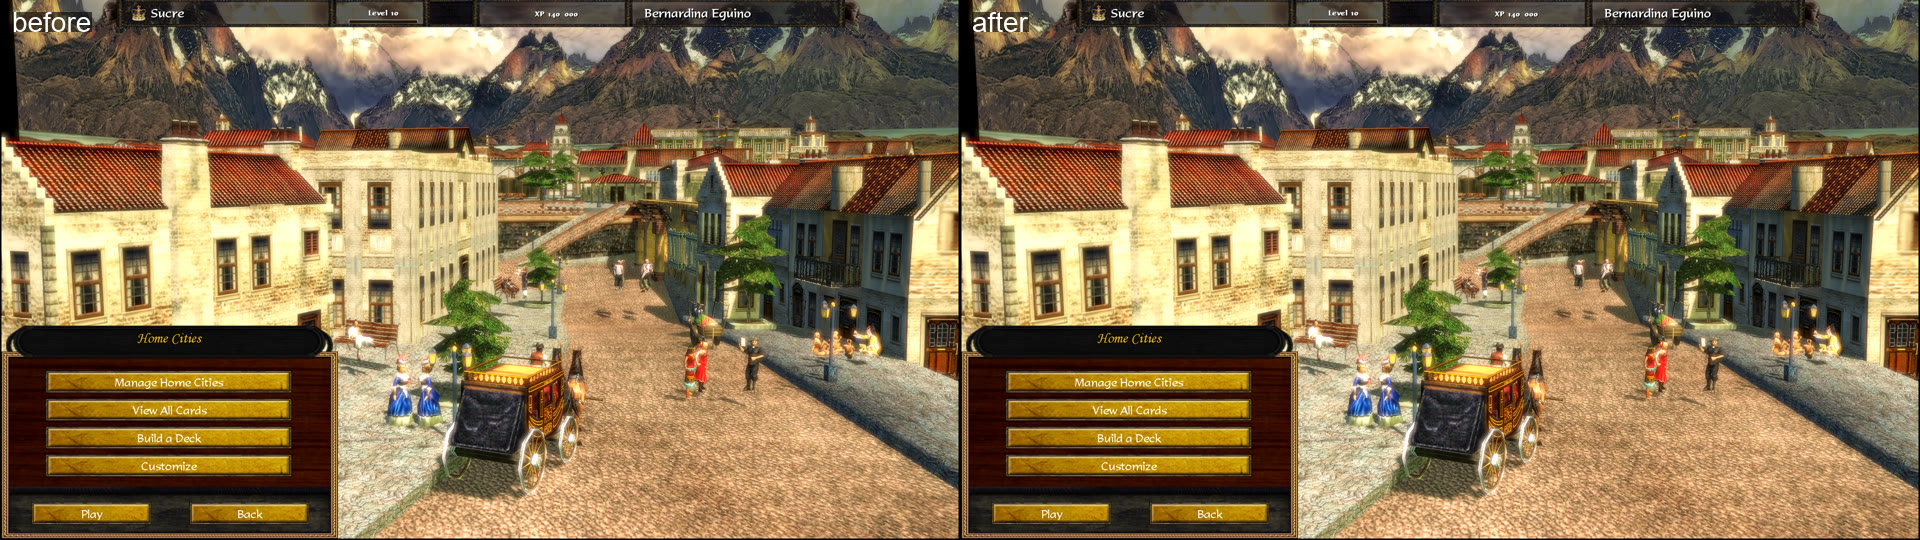 before
Sucre
Level 10
XP 140 000
Bernardina Eguino
Home Cities
Manage Home Cities
View All Cards
Build a Deck
Customize
Play
Back
after
Sucre
Level 10
XP 140 000
Bernardina Eguino
Home Cities
Manage Home Cities
View All Cards
Build a Deck
Customize
Play
Back